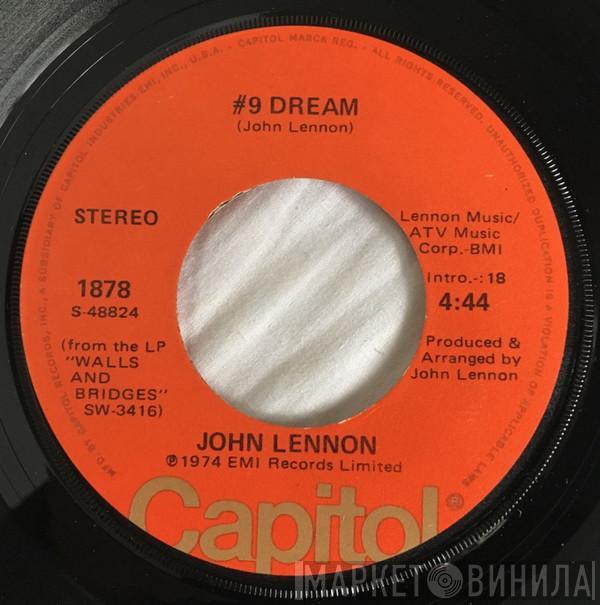 MFD. BY CAPITOL RECORDS, INC., A SUBSIDIARY OF CAPITOL INDUSTRIES-EMI, INC., U.S.A. · CAPITOL MARCA REG. · ALL RIGHTS RESERVED. UNAUTHORIZED DUPLICATION IS A VIOLATION OF APPLICABLE LAWS
#9 DREAM
(John Lennon)
STEREO
1878
S-48824
(from the LP
"WALLS
AND
BRIDGES"
SW-3416)
Lennon Music/
ATV Music
Corp.-BMI
Intro.-:18
4:44
Produced &
Arranged by
John Lennon
JOHN LENNON
℗1974 EMI Records Limited
Capitol®
МАРКЕТ ВИНИЛА